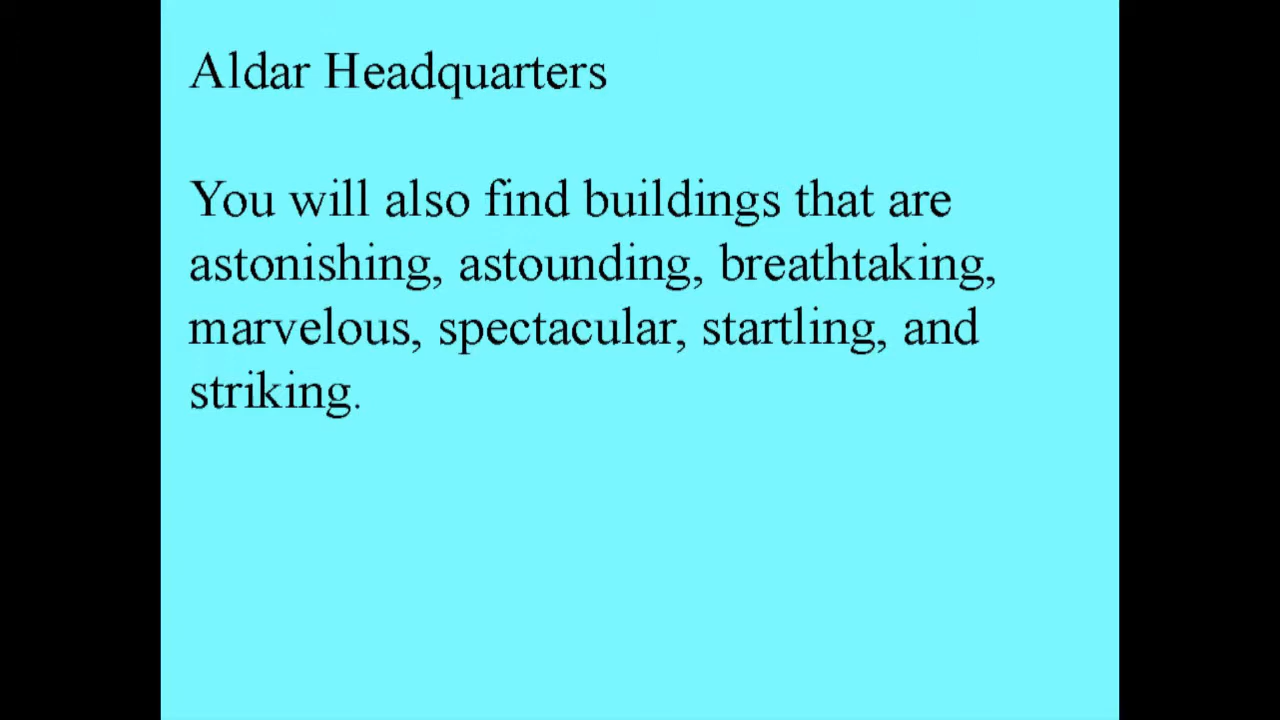 Aldar Headquarters
You will also find buildings that are
astonishing, astounding, breathtaking,
marvelous, spectacular, startling, and
striking.